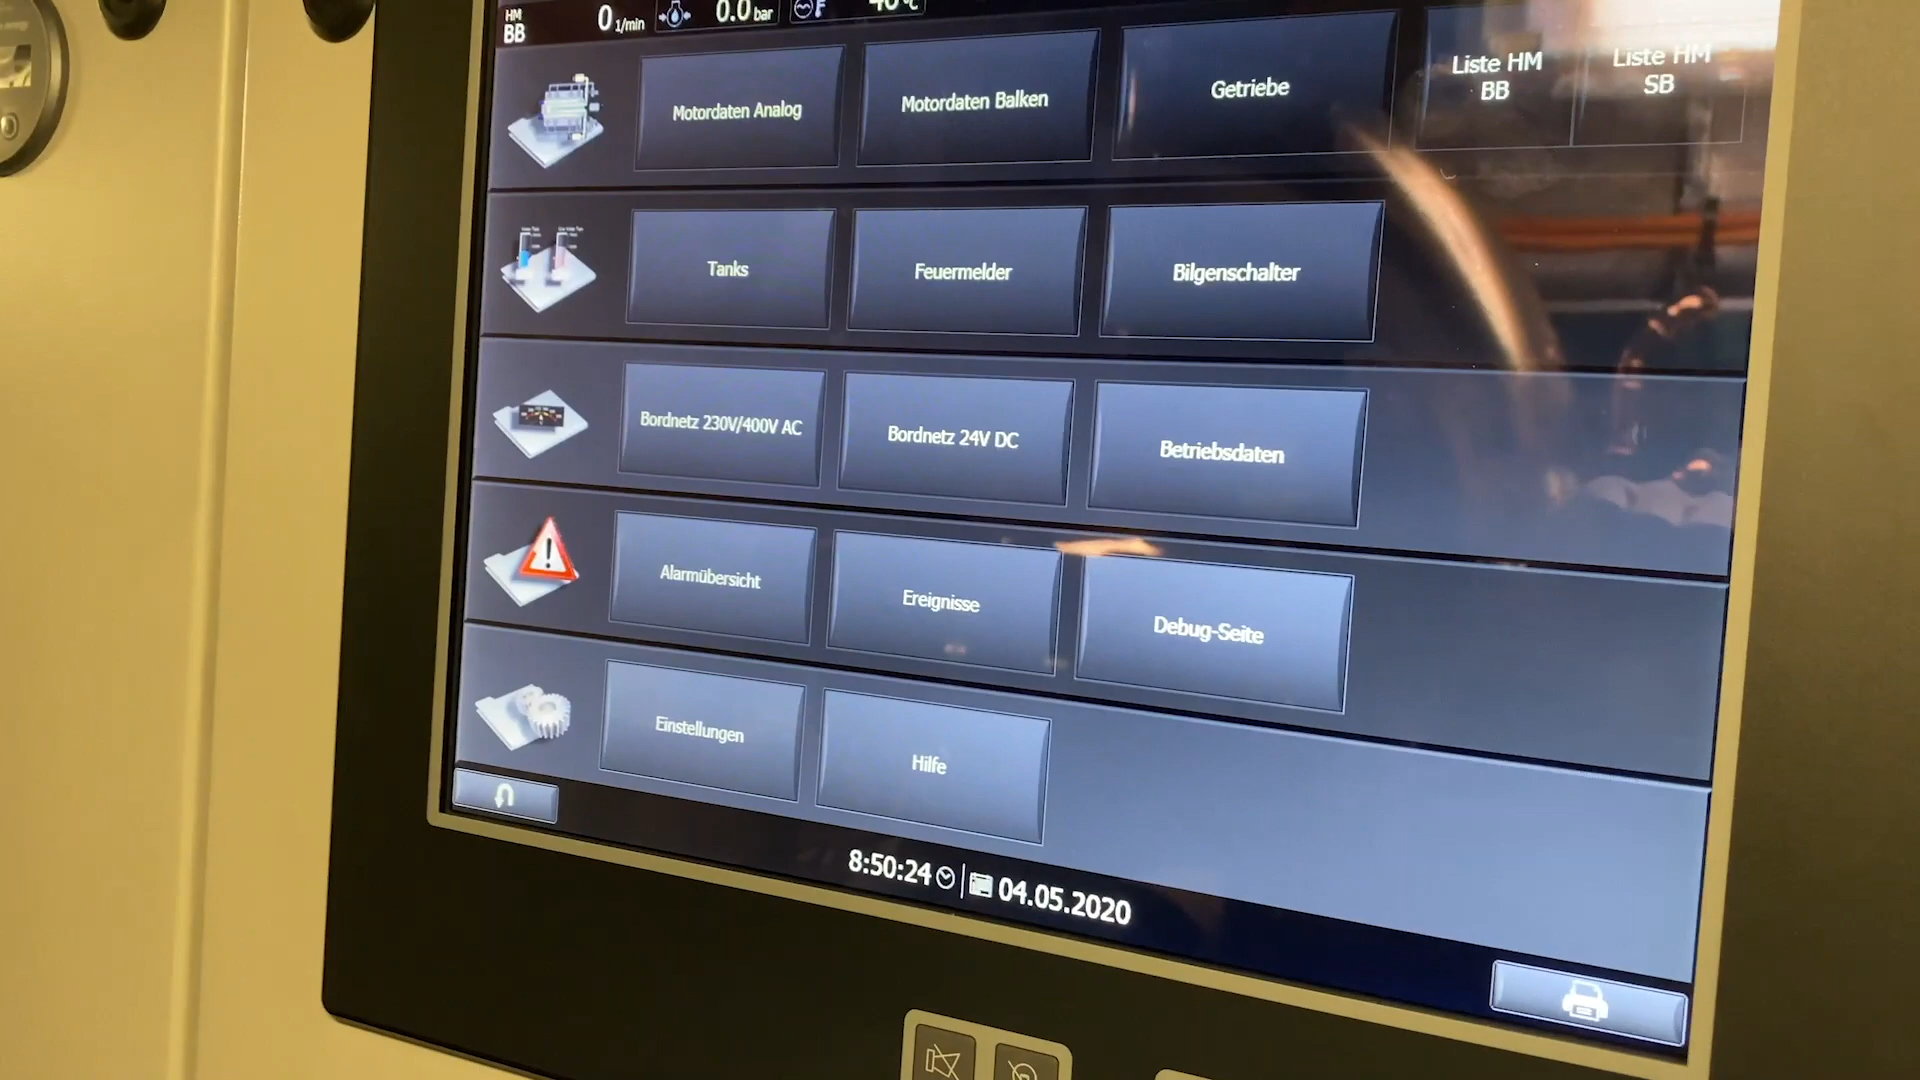 HM
BB
0 1/min
0.0 bar
Motordaten Analog
Motordaten Balken
Getriebe
Liste HM
BB
Liste HM
SB
Tanks
Feuermelder
Bilgenschalter
Bordnetz 230V/400V AC
Bordnetz 24V DC
Betriebsdaten
Alarmübersicht
Ereignisse
Debug-Seite
Einstellungen
Hilfe
8:50:24
04.05.2020